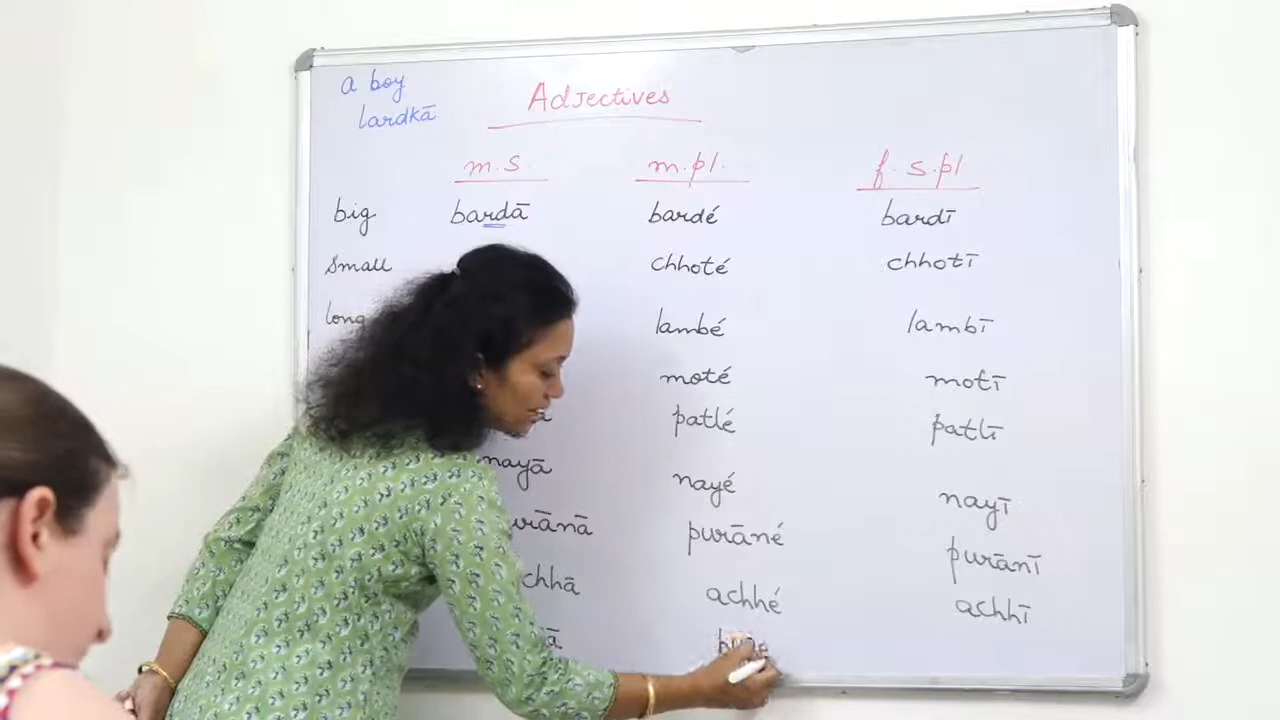 a boy
lardkā
Adjectives
m.s. m.pl. f. s.pl
big bardā bardé bardī
small chhoté chhotī
long lambé lambī
moté motī
patlé patlī
nayā nayé nayī
purāné purānī
achhé achhī